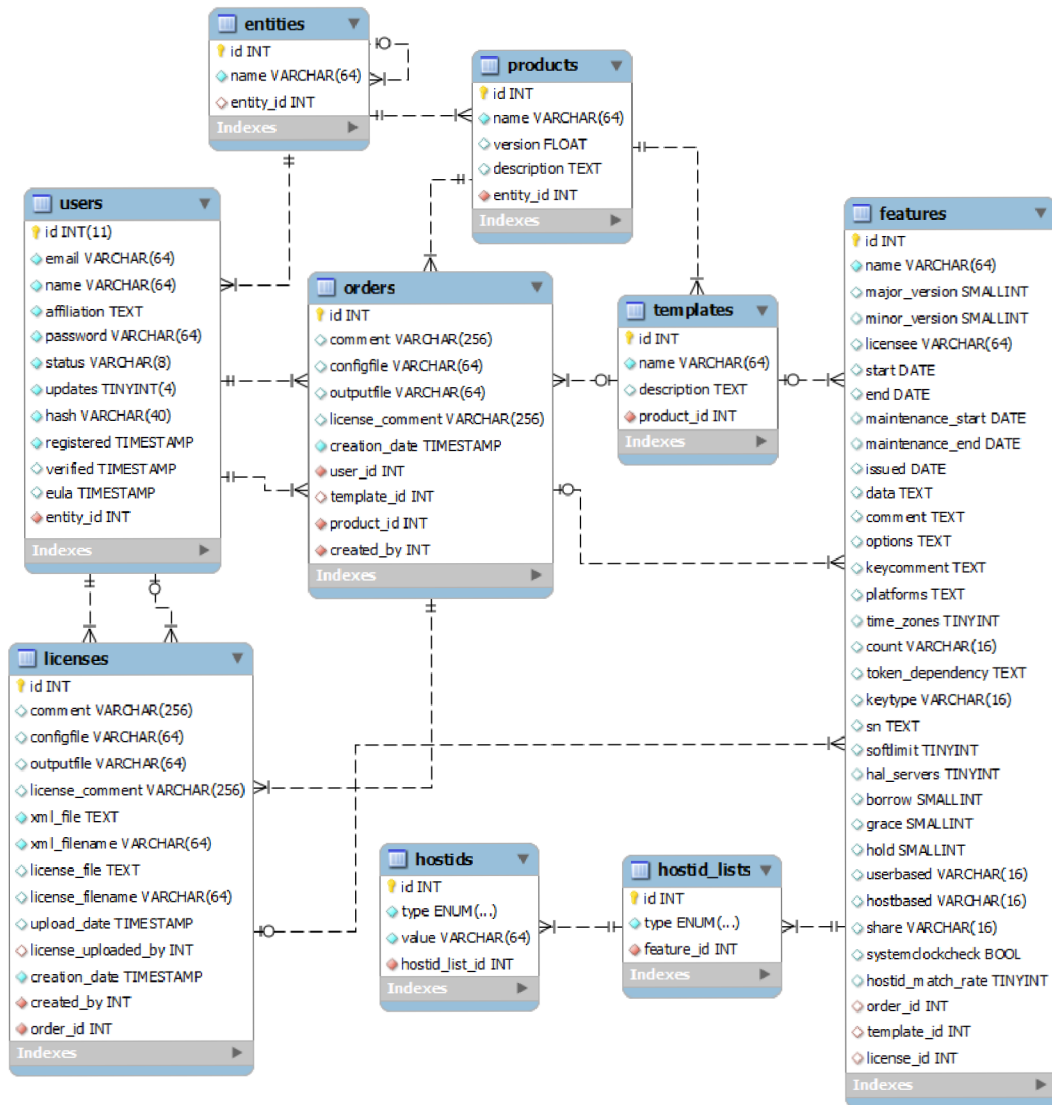 entities
id INT
name VARCHAR(64)
entity_id INT
Indexes
products
id INT
name VARCHAR(64)
version FLOAT
description TEXT
entity_id INT
Indexes
users
id INT(11)
email VARCHAR(64)
name VARCHAR(64)
affiliation TEXT
password VARCHAR(64)
status VARCHAR(8)
updates TINYINT(4)
hash VARCHAR(40)
registered TIMESTAMP
verified TIMESTAMP
eula TIMESTAMP
entity_id INT
Indexes
orders
id INT
comment VARCHAR(256)
configfile VARCHAR(64)
outputfile VARCHAR(64)
license_comment VARCHAR(256)
creation_date TIMESTAMP
user_id INT
template_id INT
product_id INT
created_by INT
Indexes
templates
id INT
name VARCHAR(64)
description TEXT
product_id INT
Indexes
features
id INT
name VARCHAR(64)
major_version SMALLINT
minor_version SMALLINT
licensee VARCHAR(64)
start DATE
end DATE
maintenance_start DATE
maintenance_end DATE
issued DATE
data TEXT
comment TEXT
options TEXT
keycomment TEXT
platforms TEXT
time_zones TINYINT
count VARCHAR(16)
token_dependency TEXT
keytype VARCHAR(16)
sn TEXT
softlimit TINYINT
hal_servers TINYINT
borrow SMALLINT
grace SMALLINT
hold SMALLINT
userbased VARCHAR(16)
hostbased VARCHAR(16)
share VARCHAR(16)
systemclockcheck BOOL
hostid_match_rate TINYINT
order_id INT
template_id INT
license_id INT
Indexes
licenses
id INT
comment VARCHAR(256)
configfile VARCHAR(64)
outputfile VARCHAR(64)
license_comment VARCHAR(256)
xml_file TEXT
xml_filename VARCHAR(64)
license_file TEXT
license_filename VARCHAR(64)
upload_date TIMESTAMP
license_uploaded_by INT
creation_date TIMESTAMP
created_by INT
order_id INT
Indexes
hostids
id INT
type ENUM(...)
value VARCHAR(64)
hostid_list_id INT
Indexes
hostid_lists
id INT
type ENUM(...)
feature_id INT
Indexes